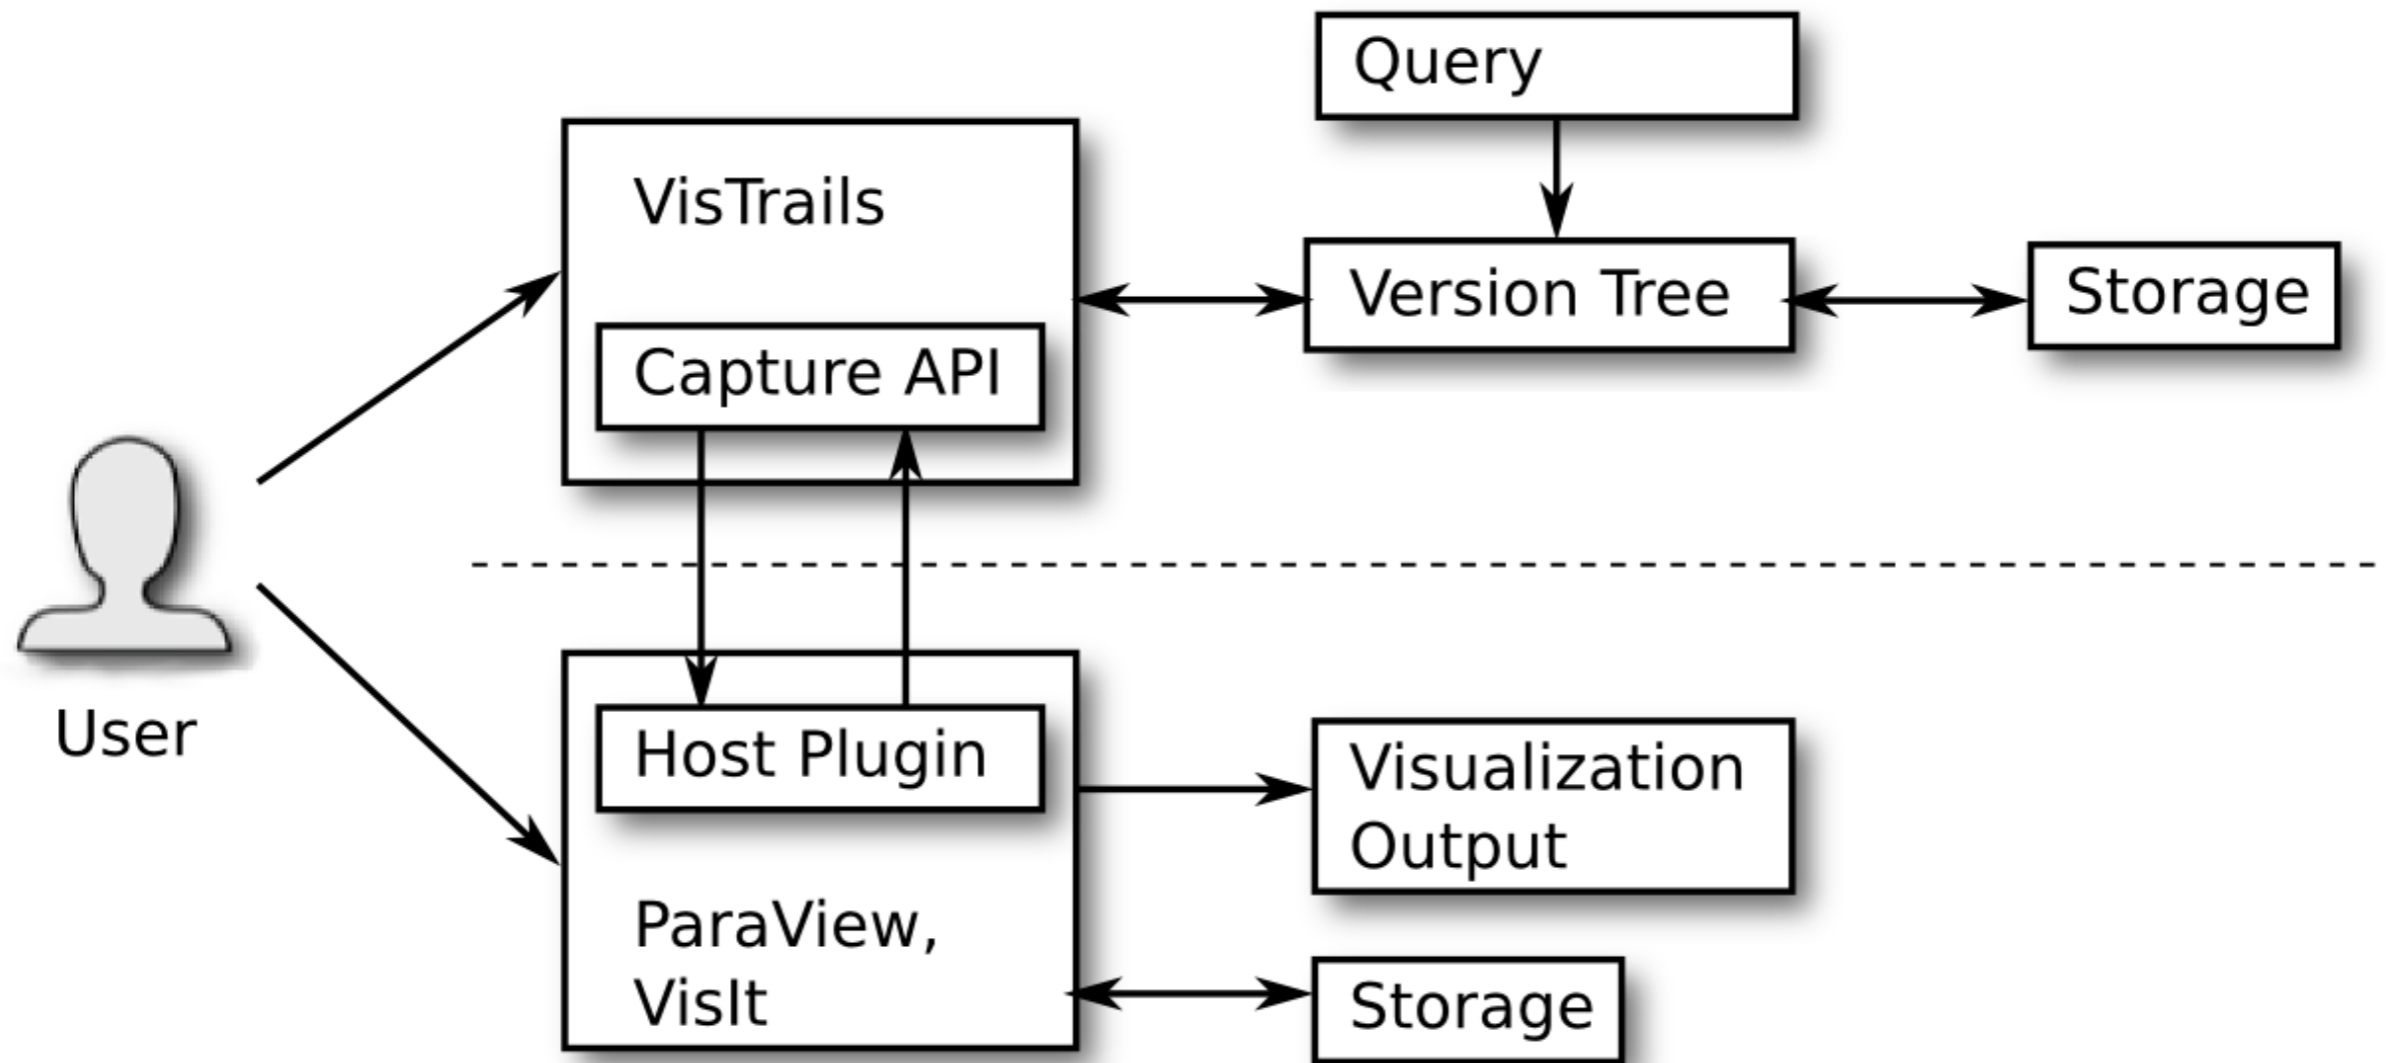 Query
VisTrails
Version Tree
Storage
Capture API
User
Host Plugin
Visualization
Output
ParaView,
VisIt
Storage